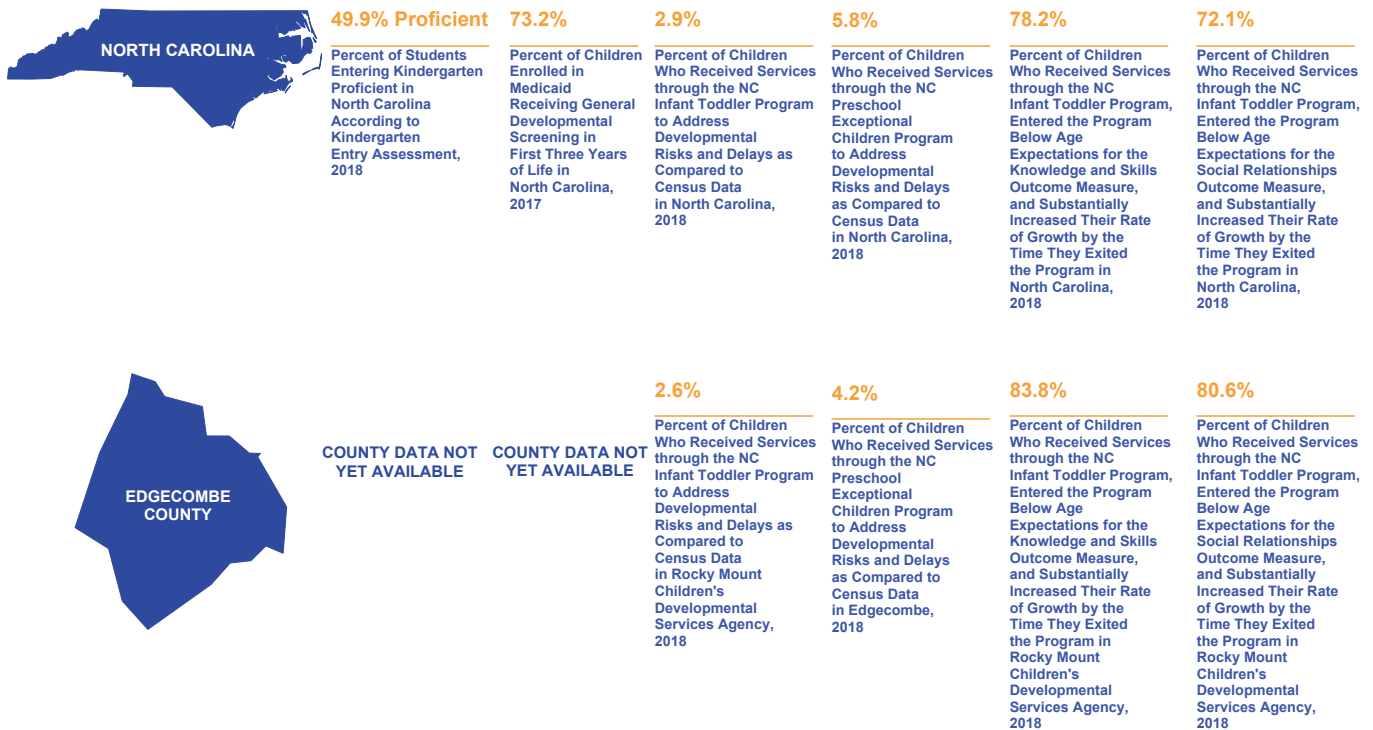 NORTH CAROLINA
49.9% Proficient
Percent of Students
Entering Kindergarten
Proficient in
North Carolina
According to
Kindergarten
Entry Assessment,
2018
73.2%
Percent of Children
Enrolled in
Medicaid
Receiving General
Developmental
Screening in
First Three Years
of Life in
North Carolina,
2017
2.9%
Percent of Children
Who Received Services
through the NC
Infant Toddler Program
to Address
Developmental
Risks and Delays as
Compared to
Census Data
in North Carolina,
2018
5.8%
Percent of Children
Who Received Services
through the NC
Preschool
Exceptional
Children Program
to Address
Developmental
Risks and Delays
as Compared to
Census Data
in North Carolina,
2018
78.2%
Percent of Children
Who Received Services
through the NC
Infant Toddler Program,
Entered the Program
Below Age
Expectations for the
Knowledge and Skills
Outcome Measure,
and Substantially
Increased Their Rate
of Growth by the
Time They Exited
the Program in
North Carolina,
2018
72.1%
Percent of Children
Who Received Services
through the NC
Infant Toddler Program,
Entered the Program
Below Age
Expectations for the
Social Relationships
Outcome Measure,
and Substantially
Increased Their Rate
of Growth by the
Time They Exited
the Program in
North Carolina,
2018
EDGECOMBE
COUNTY
COUNTY DATA NOT
YET AVAILABLE
COUNTY DATA NOT
YET AVAILABLE
2.6%
Percent of Children
Who Received Services
through the NC
Infant Toddler Program
to Address
Developmental
Risks and Delays as
Compared to
Census Data
in Rocky Mount
Children's
Developmental
Services Agency,
2018
4.2%
Percent of Children
Who Received Services
through the NC
Preschool
Exceptional
Children Program
to Address
Developmental
Risks and Delays
as Compared to
Census Data
in Edgecombe,
2018
83.8%
Percent of Children
Who Received Services
through the NC
Infant Toddler Program,
Entered the Program
Below Age
Expectations for the
Knowledge and Skills
Outcome Measure,
and Substantially
Increased Their Rate
of Growth by the
Time They Exited
the Program in
Rocky Mount
Children's
Developmental
Services Agency,
2018
80.6%
Percent of Children
Who Received Services
through the NC
Infant Toddler Program,
Entered the Program
Below Age
Expectations for the
Social Relationships
Outcome Measure,
and Substantially
Increased Their Rate
of Growth by the
Time They Exited
the Program in
Rocky Mount
Children's
Developmental
Services Agency,
2018